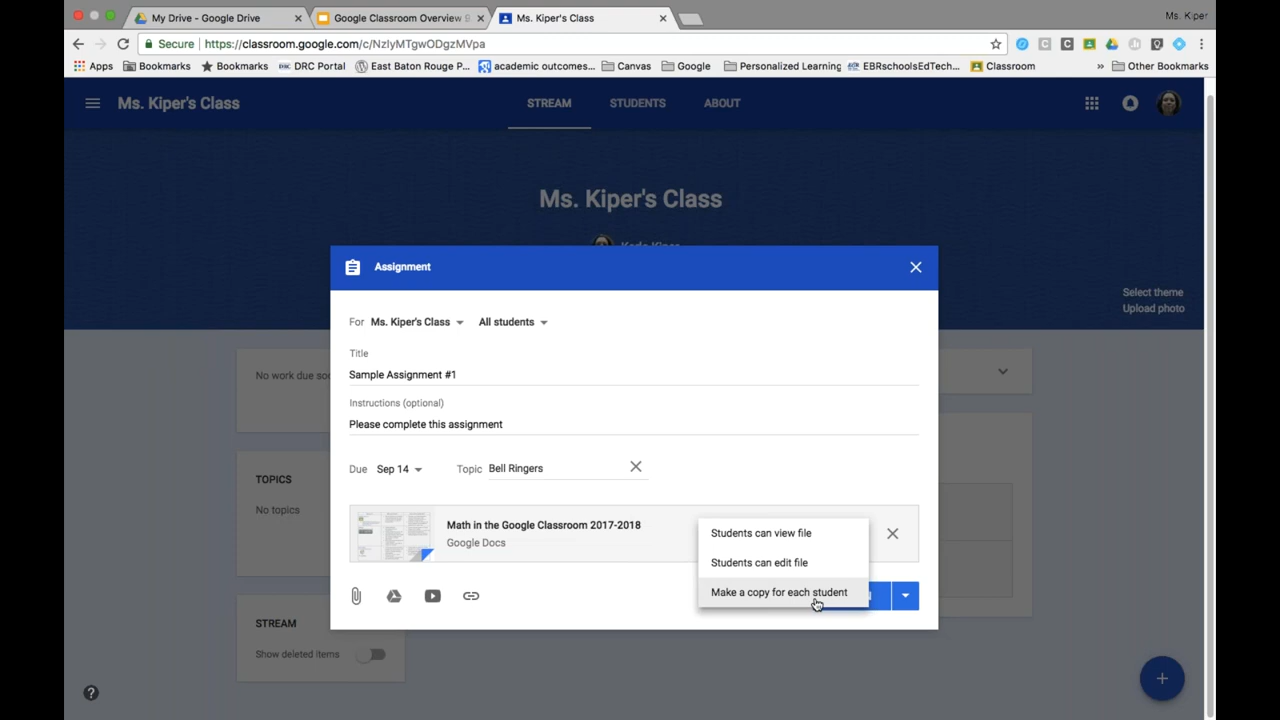 My Drive - Google Drive
Google Classroom Overview
Ms. Kiper's Class
Ms. Kiper
Secure
https://classroom.google.com/c/NzIyMTgwODgzMVpa
Apps
Bookmarks
Bookmarks
DRC Portal
East Baton Rouge P...
academic outcomes...
Canvas
Google
Personalized Learning
EBRschoolsEdTech...
Classroom
»
Other Bookmarks
Ms. Kiper's Class
STREAM
STUDENTS
ABOUT
Ms. Kiper's Class
Select theme
Upload photo
Assignment
For Ms. Kiper's Class
All students
Title
Sample Assignment #1
Instructions (optional)
Please complete this assignment
Due Sep 14
Topic Bell Ringers
Math in the Google Classroom 2017-2018
Google Docs
Students can view file
Students can edit file
Make a copy for each student
No work due
TOPICS
No topics
STREAM
Show deleted items